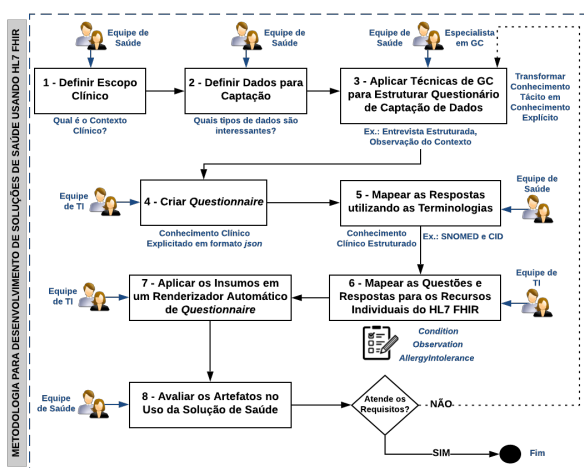 METODOLOGIA PARA DESENVOLVIMENTO DE SOLUÇÕES DE SAÚDE USANDO HL7 FHIR
Equipe de
Saúde
1 - Definir Escopo
Clínico
Qual é o Contexto
Clínico?
Equipe de
Saúde
2 - Definir Dados para
Captação
Quais tipos de dados são
interessantes?
Equipe de
Saúde
Especialista
em GC
3 - Aplicar Técnicas de GC
para Estruturar Questionário
de Captação de Dados
Ex.: Entrevista Estruturada,
Observação do Contexto
Transformar
Conhecimento
Tácito em
Conhecimento
Explícito
Equipe
de TI
4 - Criar Questionnaire
Conhecimento Clínico
Explicitado em formato json
5 - Mapear as Respostas
utilizando as Terminologias
Conhecimento
Clínico Estruturado
Ex.: SNOMED e CID
Equipe de
Saúde
7 - Aplicar os Insumos em
um Renderizador Automático
de Questionnaire
Equipe
de TI
6 - Mapear as Questões e
Respostas para os Recursos
Individuais do HL7 FHIR
Equipe de
TI
Condition
Observation
AllergyIntolerance
Equipe
de Saúde
8 - Avaliar os Artefatos no
Uso da Solução de Saúde
Atende os
Requisitos?
NÃO
SIM
Fim